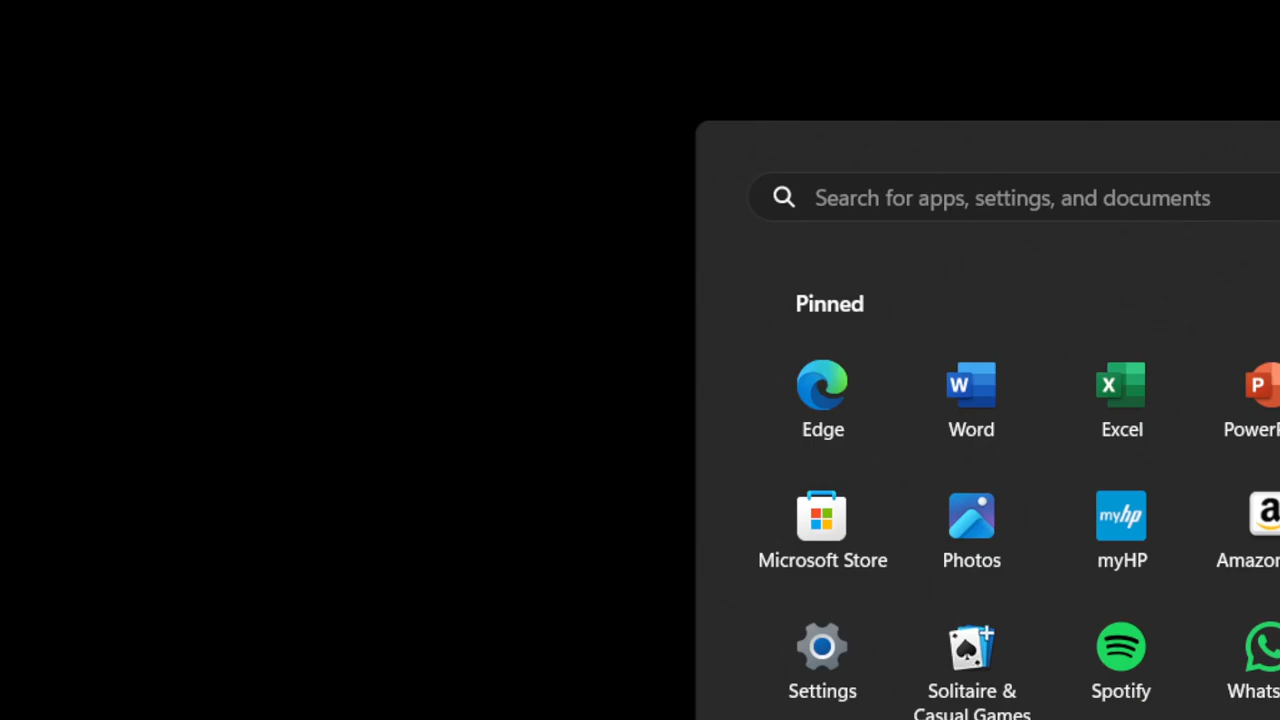 Search for apps, settings, and documents
Pinned
Edge
Word
Excel
Microsoft Store
Photos
myhp
myHP
Settings
Solitaire &
Casual Games
Spotify